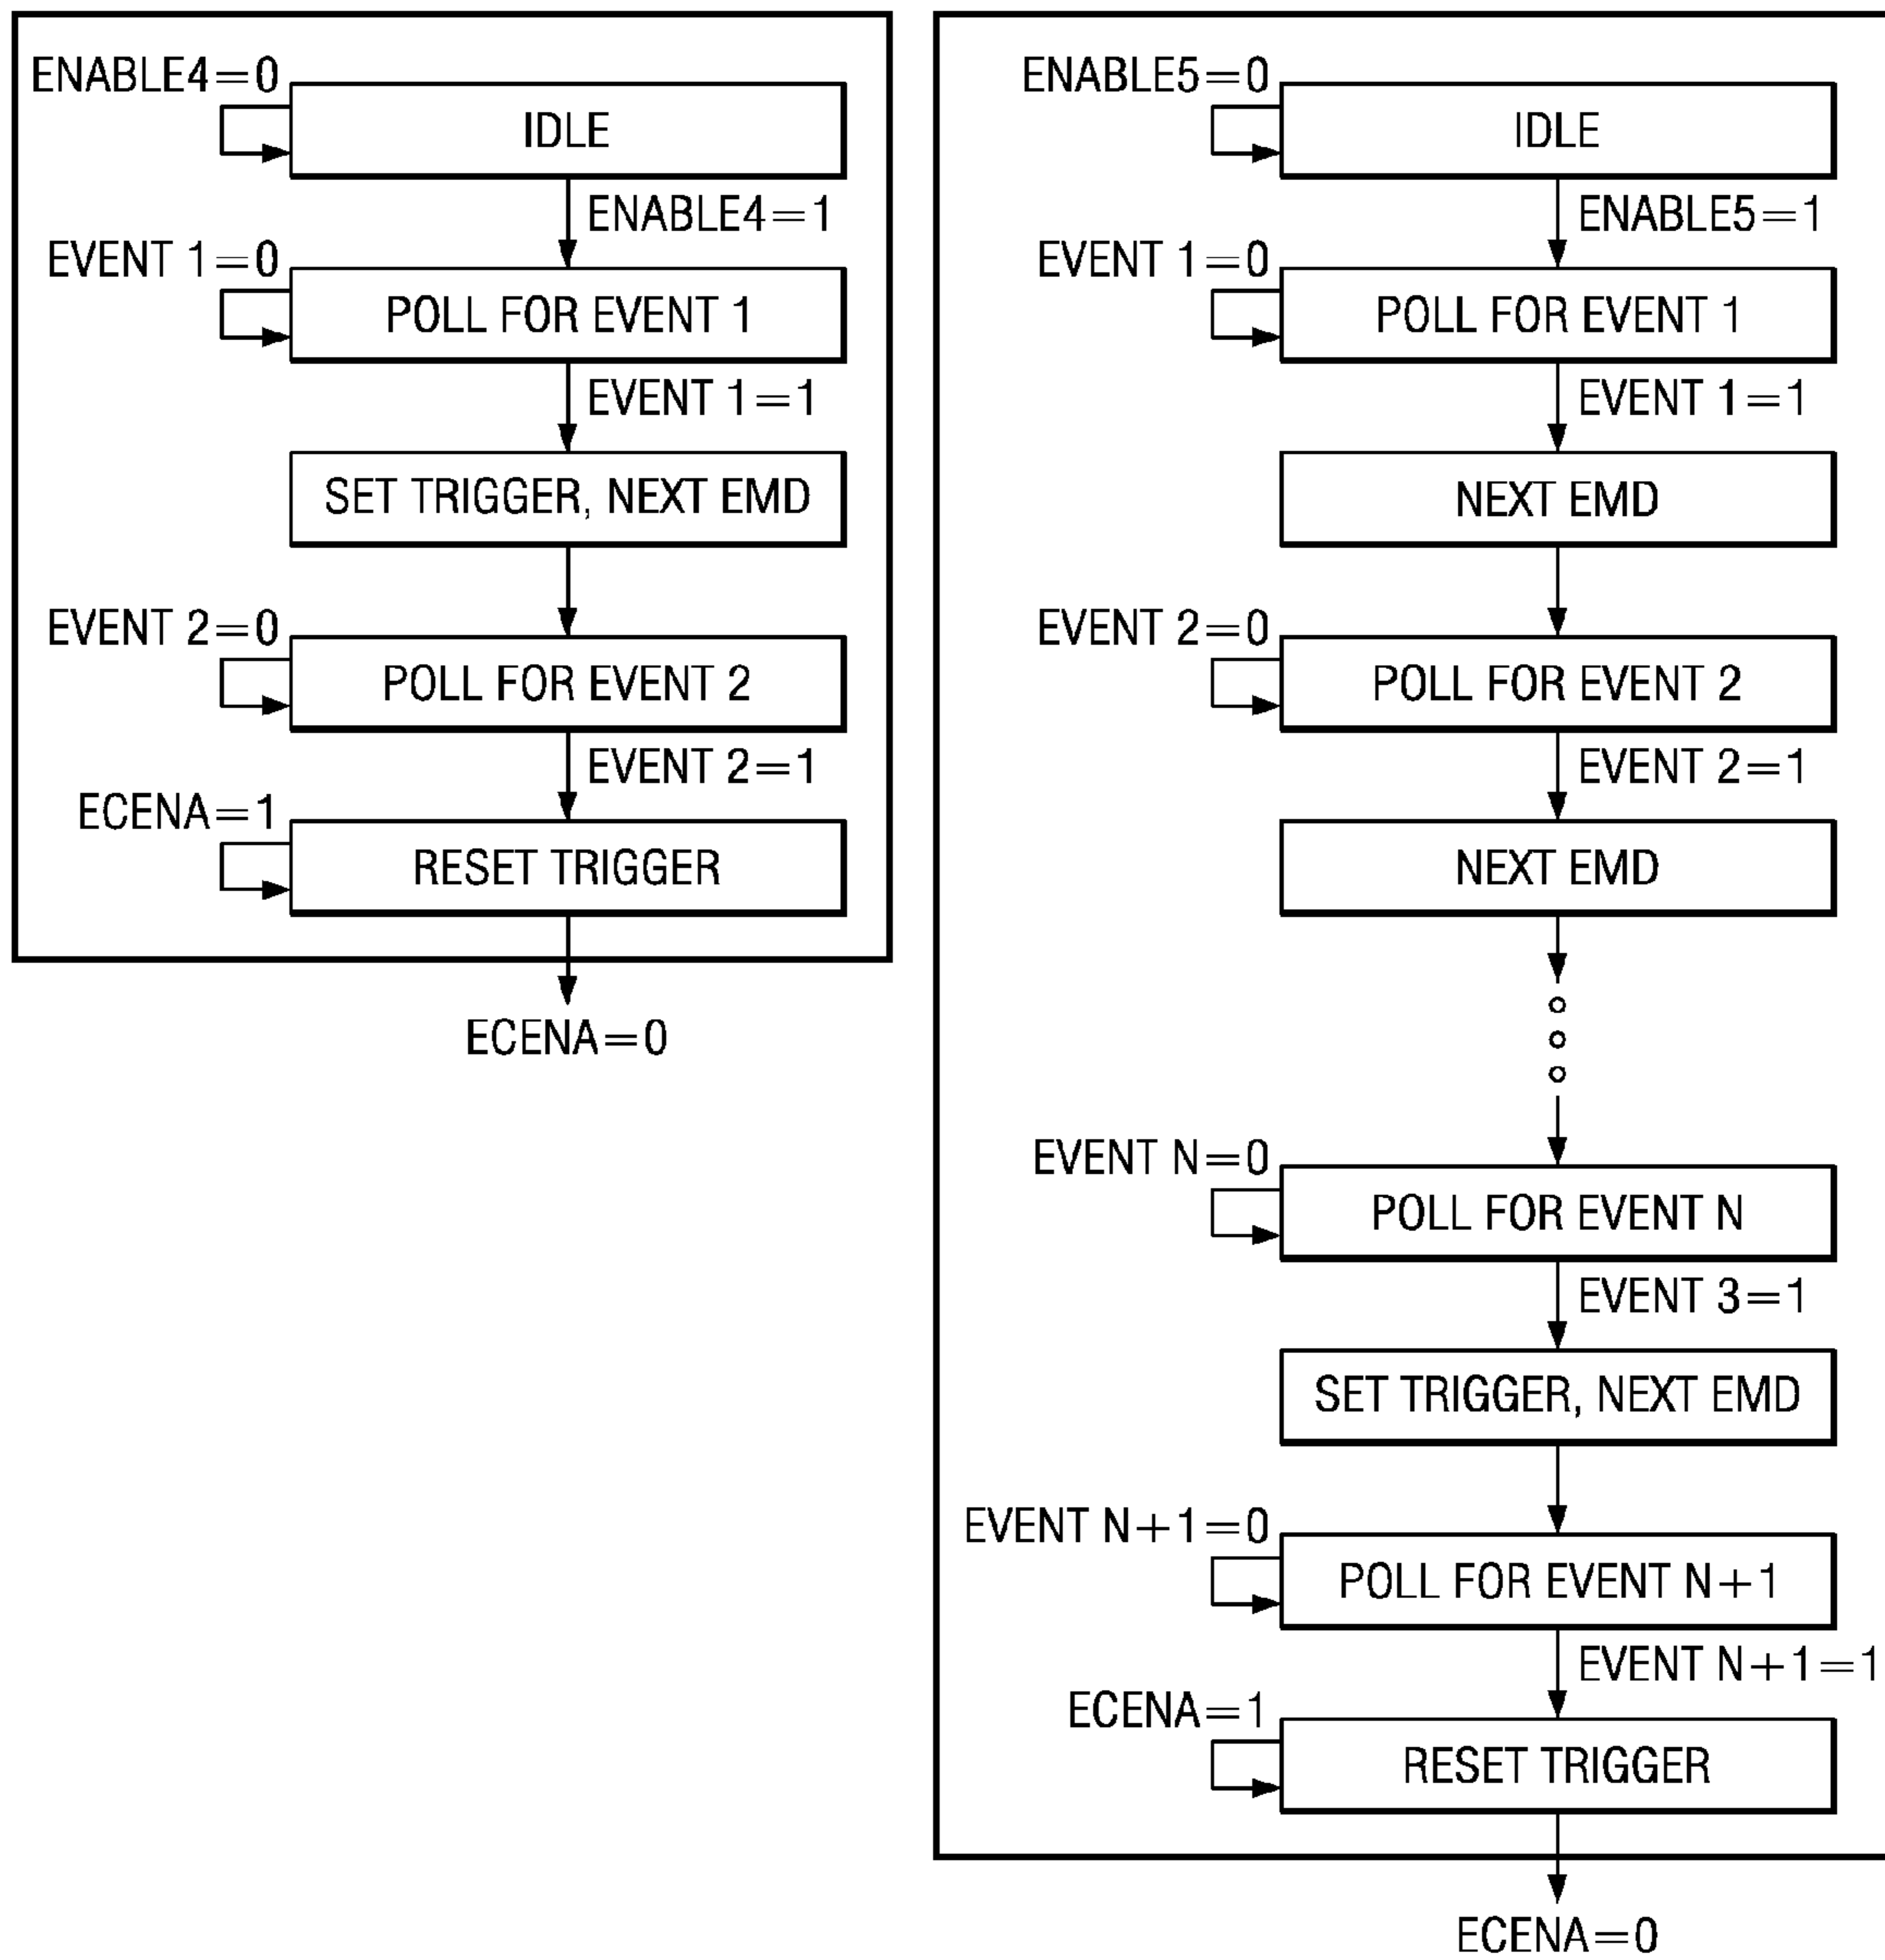 ENABLE4=0
IDLE
ENABLE4=1
EVENT 1=0
POLL FOR EVENT 1
EVENT 1=1
SET TRIGGER, NEXT EMD
EVENT 2=0
POLL FOR EVENT 2
EVENT 2=1
ECENA=1
RESET TRIGGER
ECENA=0
ENABLE5=0
IDLE
ENABLE5=1
EVENT 1=0
POLL FOR EVENT 1
EVENT 1=1
NEXT EMD
EVENT 2=0
POLL FOR EVENT 2
EVENT 2=1
NEXT EMD
EVENT N=0
POLL FOR EVENT N
EVENT 3=1
SET TRIGGER, NEXT EMD
EVENT N+1=0
POLL FOR EVENT N+1
EVENT N+1=1
ECENA=1
RESET TRIGGER
ECENA=0